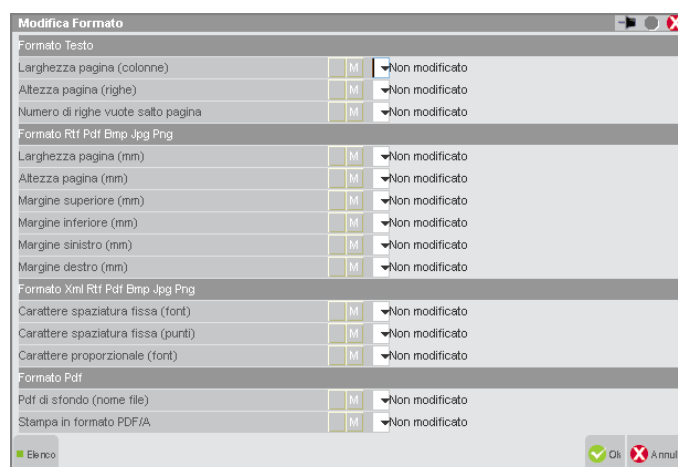 Modifica Formato
Formato Testo
Larghezza pagina (colonne) M Non modificato
Altezza pagina (righe) M Non modificato
Numero di righe vuote salto pagina M Non modificato
Formato Rtf Pdf Bmp Jpg Png
Larghezza pagina (mm) M Non modificato
Altezza pagina (mm) M Non modificato
Margine superiore (mm) M Non modificato
Margine inferiore (mm) M Non modificato
Margine sinistro (mm) M Non modificato
Margine destro (mm) M Non modificato
Formato Xml Rtf Pdf Bmp Jpg Png
Carattere spaziatura fissa (font) M Non modificato
Carattere spaziatura fissa (punti) M Non modificato
Carattere proporzionale (font) M Non modificato
Formato Pdf
Pdf di sfondo (nome file) M Non modificato
Stampa in formato PDF/A M Non modificato
Elenco Ok Annul